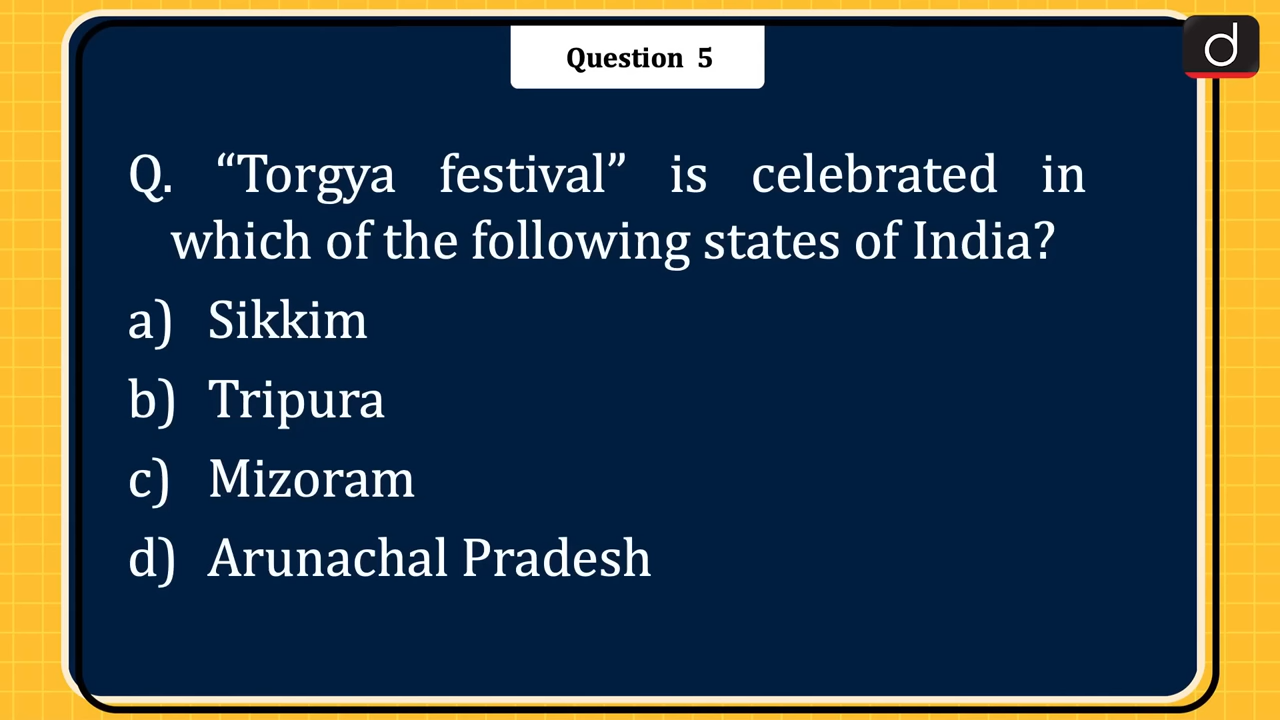 Question 5
d
Q. “Torgya festival” is celebrated in
which of the following states of India?
a) Sikkim
b) Tripura
c) Mizoram
d) Arunachal Pradesh